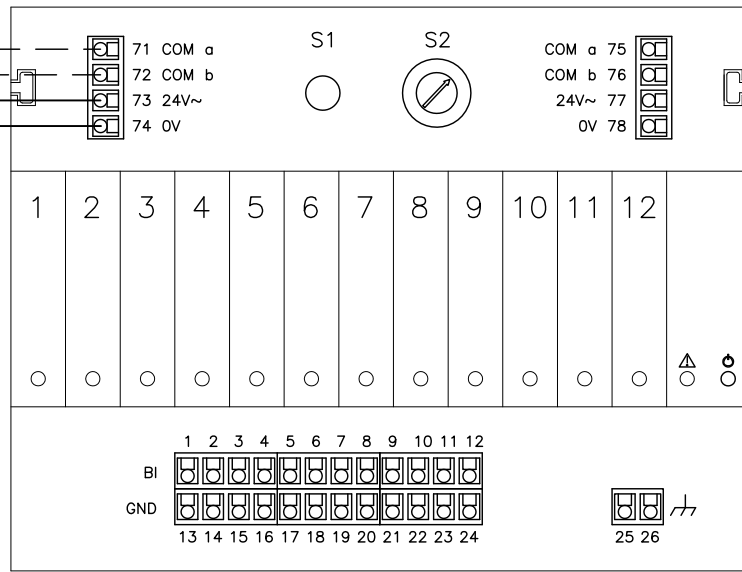 S1 S2
71 COM a COM a 75
72 COM b COM b 76
73 24V~ 24V~ 77
74 0V 0V 78
1 2 3 4 5 6 7 8 9 10 11 12
1 2 3 4 5 6 7 8 9 10 11 12
BI
GND
13 14 15 16 17 18 19 20 21 22 23 24 25 26